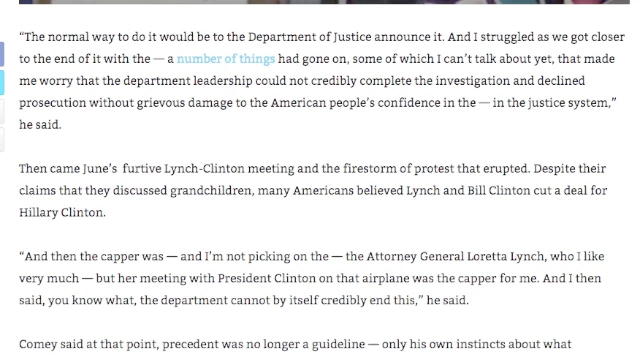 “The normal way to do it would be to the Department of Justice announce it. And I struggled as we got closer
to the end of it with the — a number of things had gone on, some of which I can’t talk about yet, that made
me worry that the department leadership could not credibly complete the investigation and declined
prosecution without grievous damage to the American people’s confidence in the — in the justice system,”
he said.
Then came June’s furtive Lynch-Clinton meeting and the firestorm of protest that erupted. Despite their
claims that they discussed grandchildren, many Americans believed Lynch and Bill Clinton cut a deal for
Hillary Clinton.
“And then the capper was — and I’m not picking on the — the Attorney General Loretta Lynch, who I like
very much — but her meeting with President Clinton on that airplane was the capper for me. And I then
said, you know what, the department cannot by itself credibly end this,” he said.
Comey said at that point, precedent was no longer a guideline — only his own instincts about what